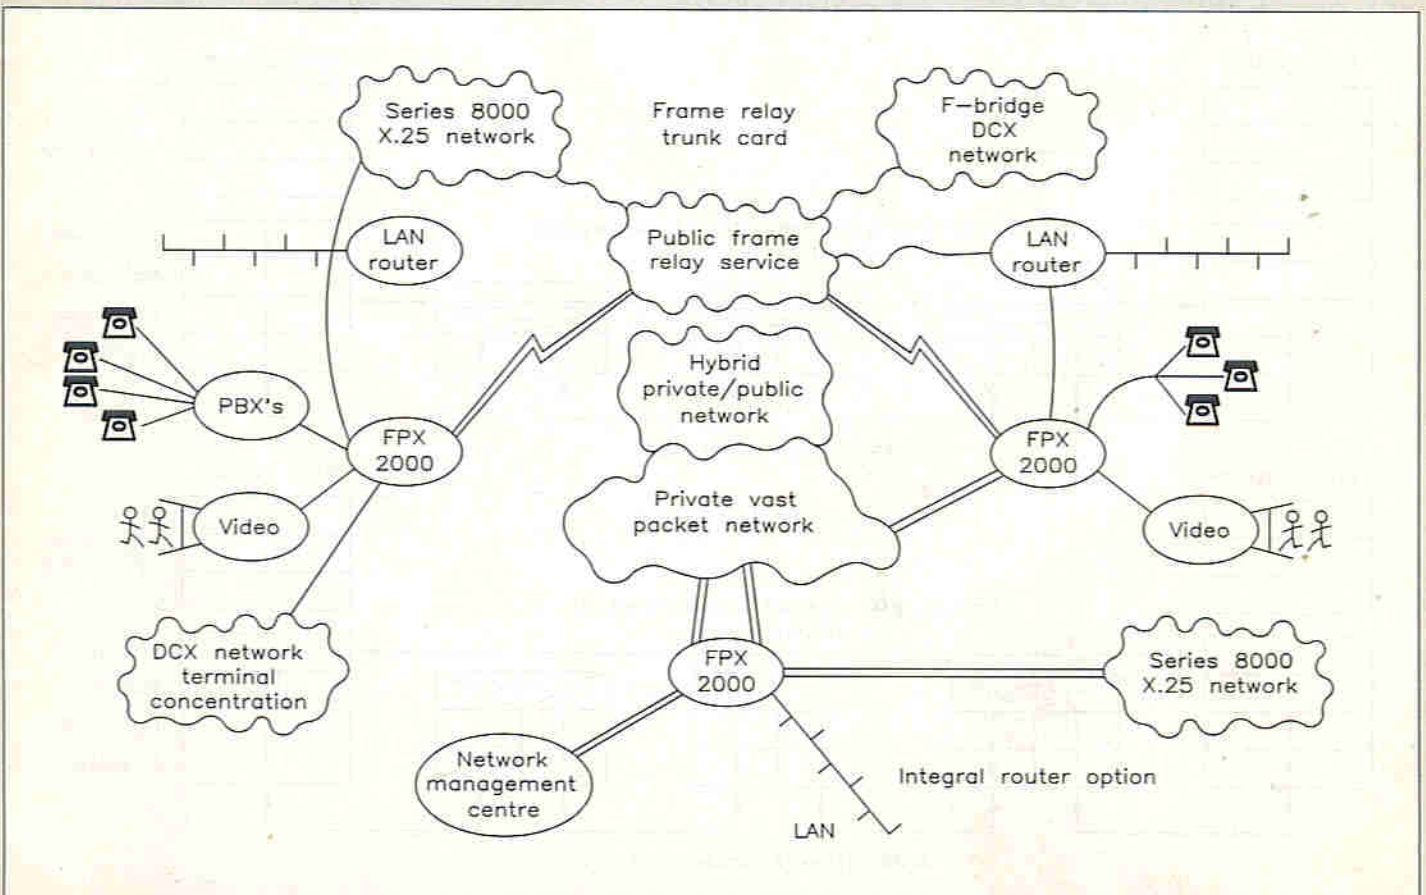 Series 8000
X.25 network
Frame relay
trunk card
F-bridge
DCX
network
LAN
router
Public frame
relay service
LAN
router
Hybrid
private/public
network
PBX's
FPX
2000
FPX
2000
Video
Private vast
packet network
Video
DCX network
terminal
concentration
FPX
2000
Series 8000
X.25 network
Network
management
centre
Integral router option
LAN